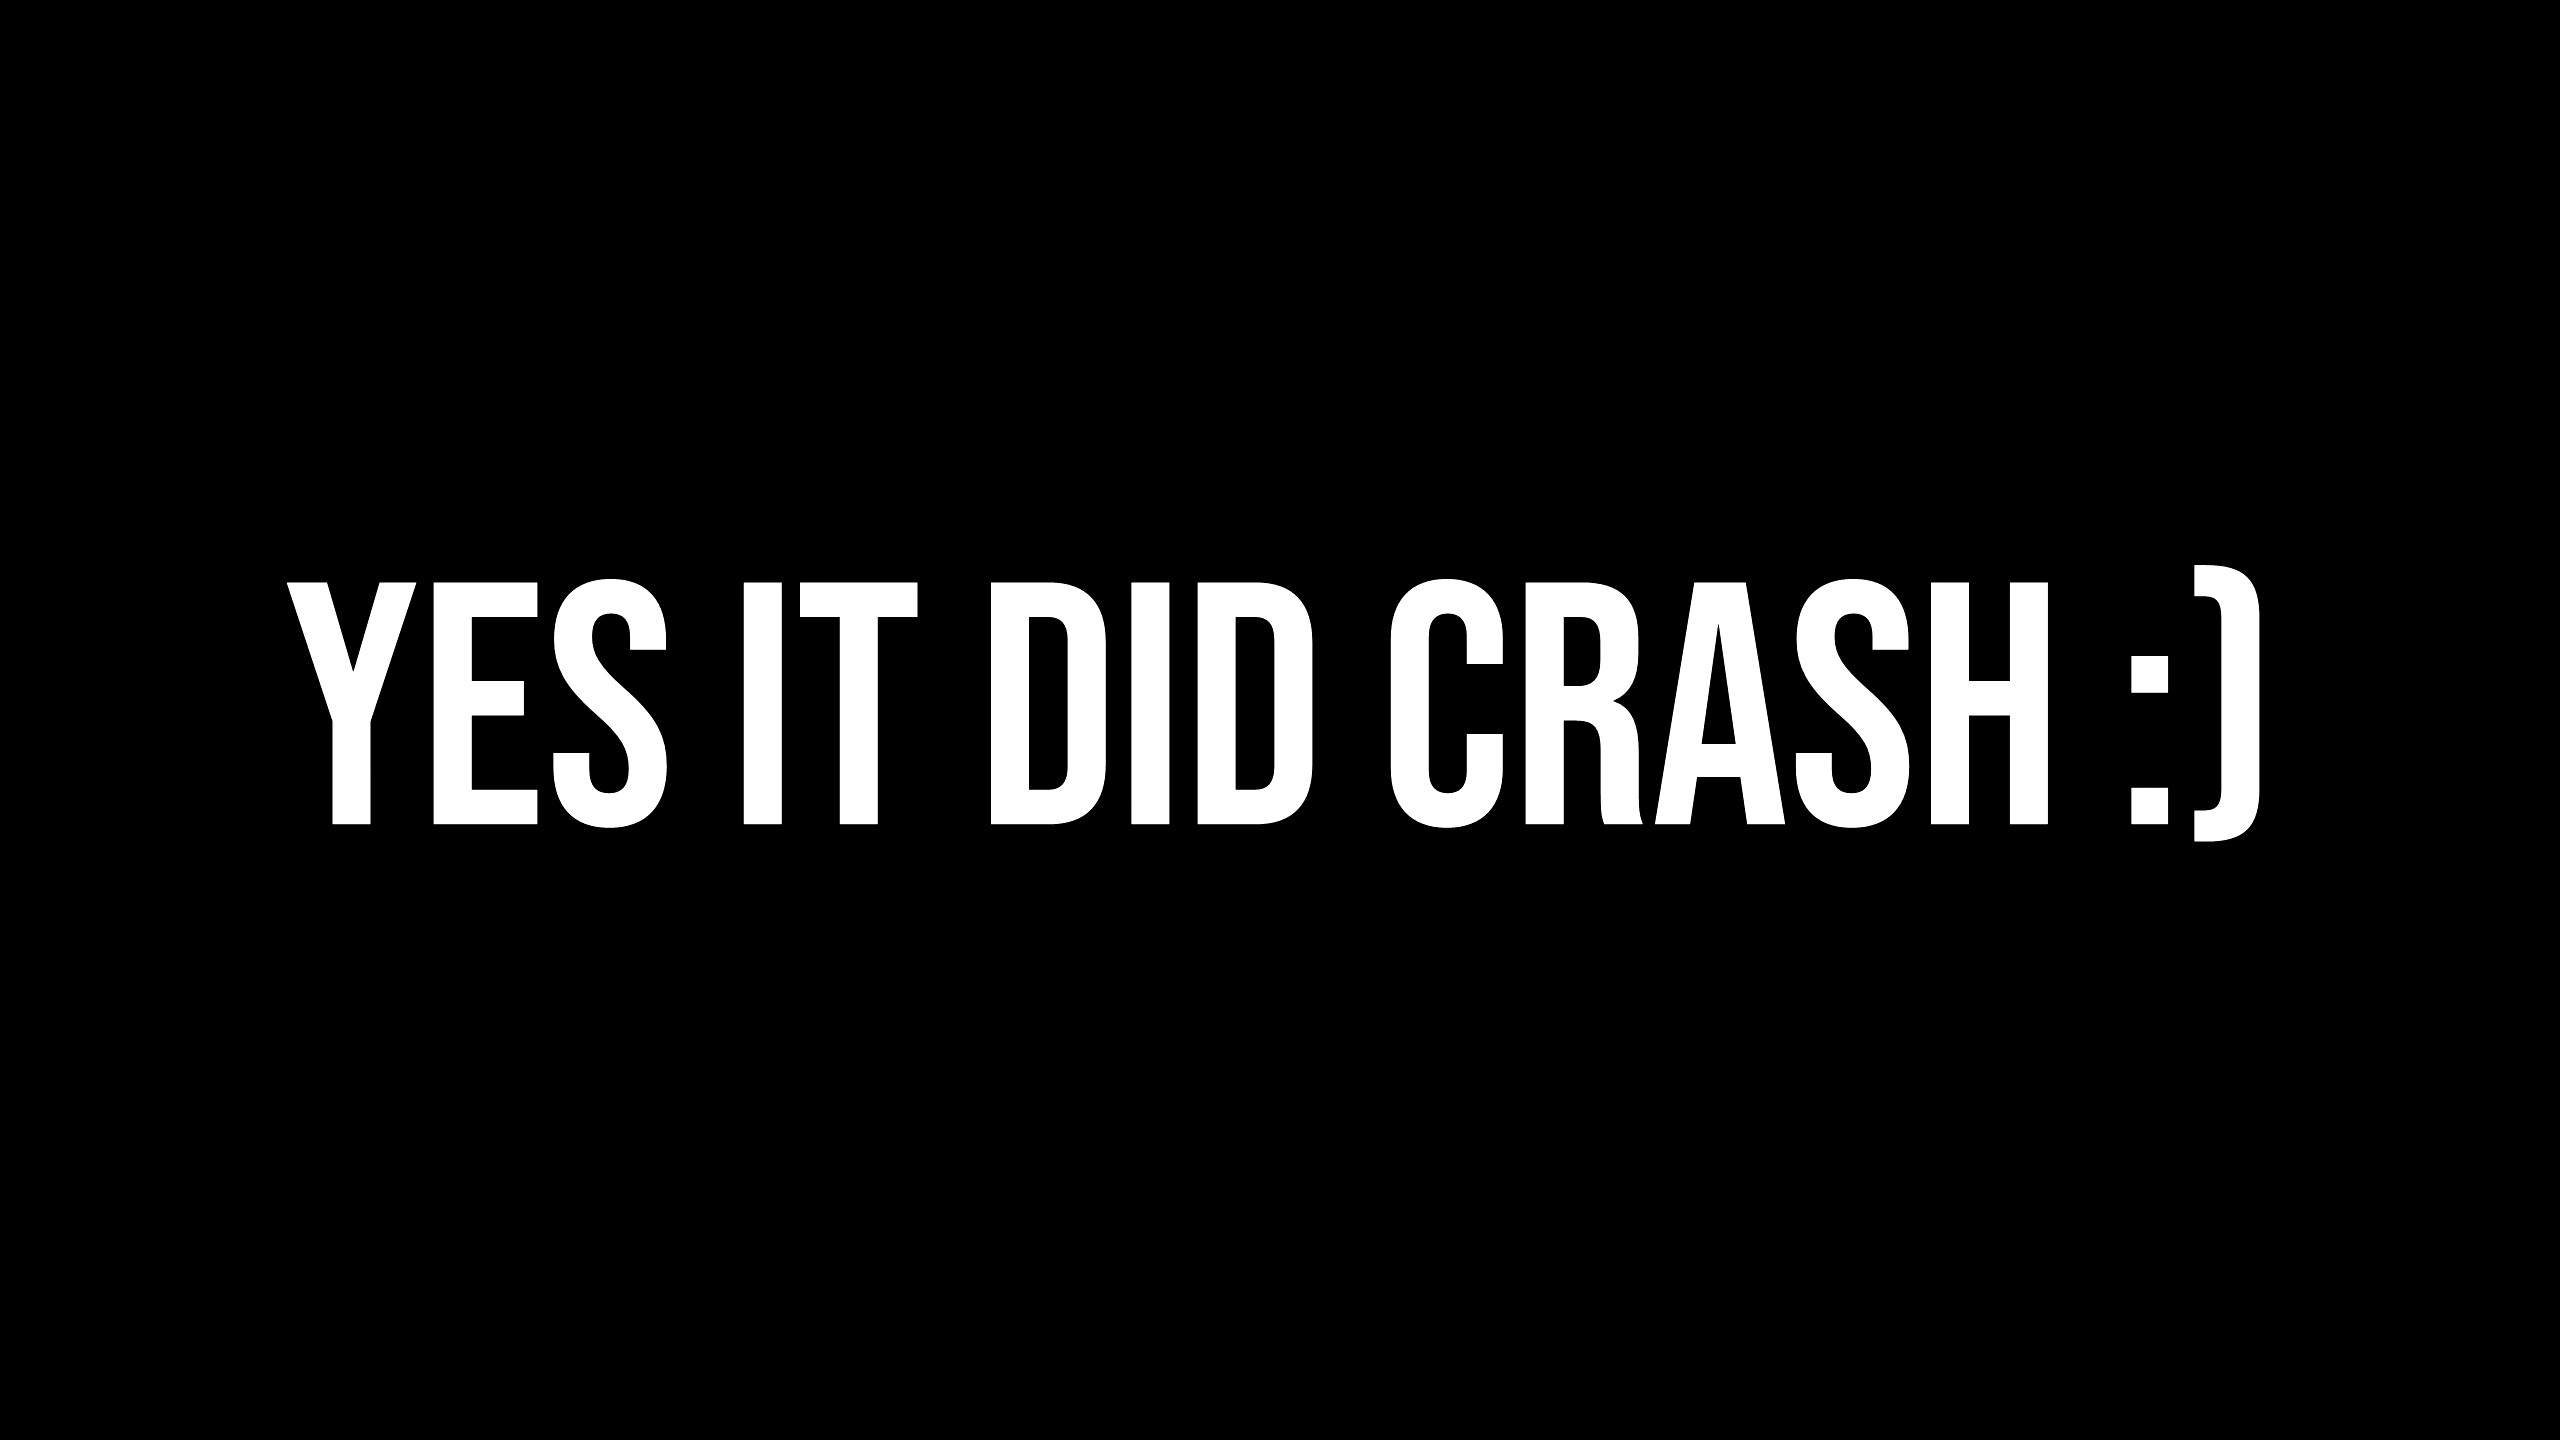 YES IT DID CRASH :)